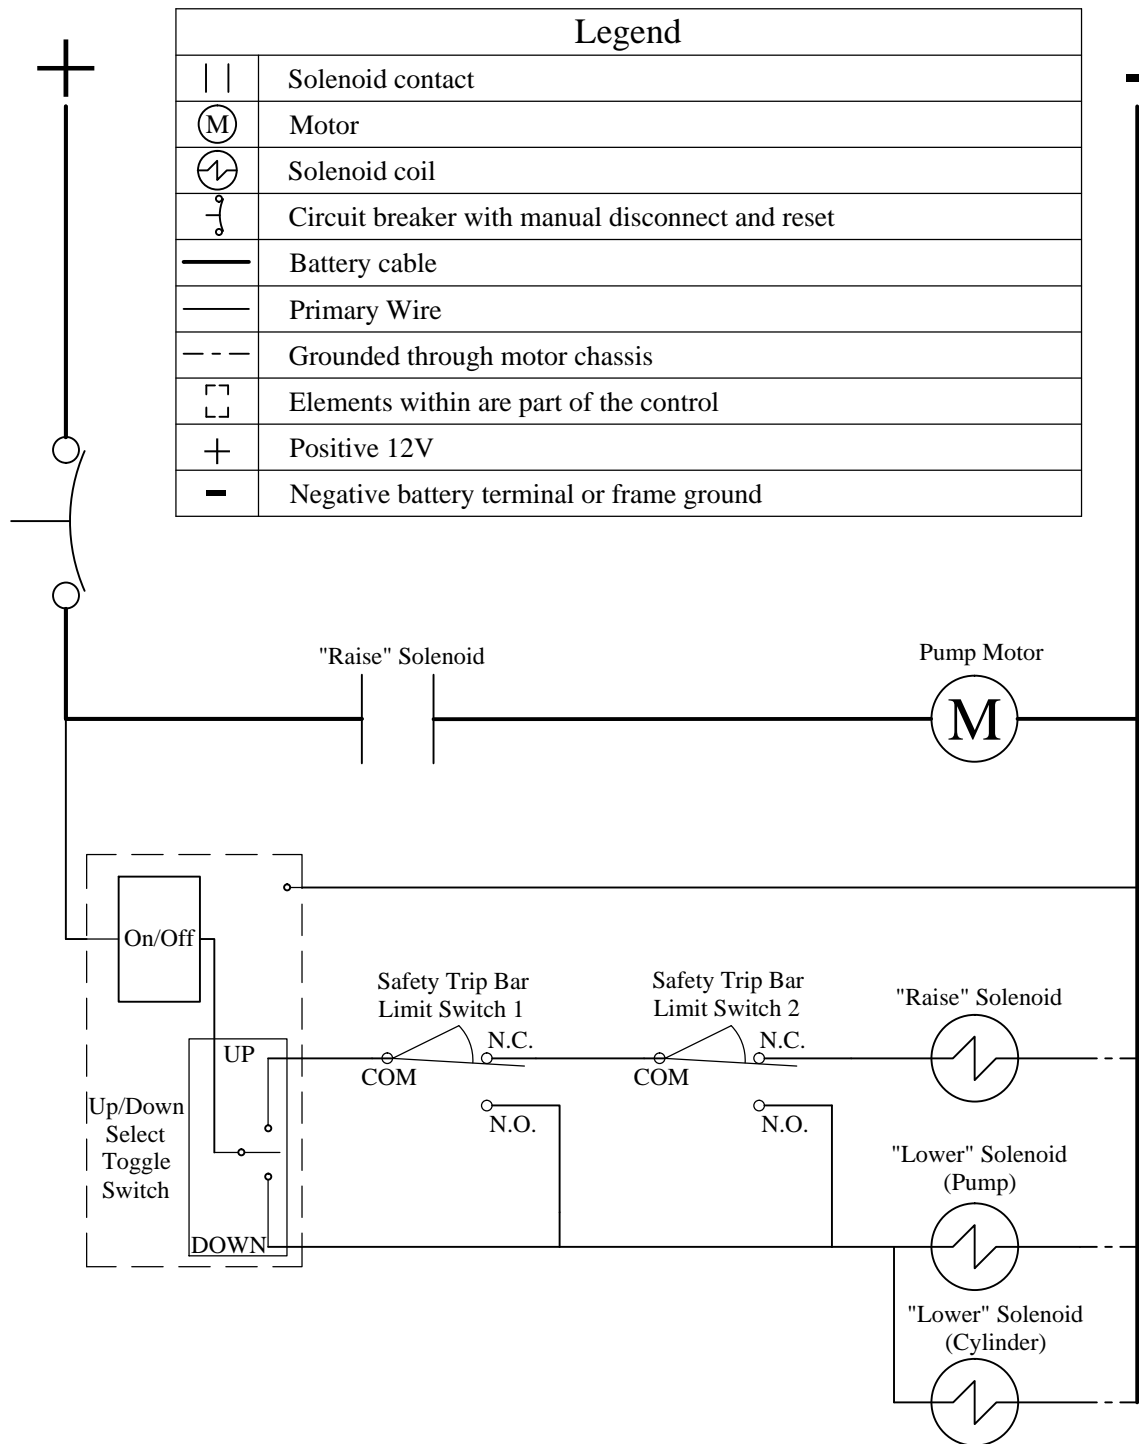 Legend
Solenoid contact
M
Motor
Solenoid coil
Circuit breaker with manual disconnect and reset
Battery cable
Primary Wire
Grounded through motor chassis
Elements within are part of the control
+
Positive 12V
-
Negative battery terminal or frame ground
+
-
"Raise" Solenoid
Pump Motor
M
On/Off
Safety Trip Bar
Limit Switch 1
Safety Trip Bar
Limit Switch 2
"Raise" Solenoid
UP
N.C.
N.C.
COM
COM
Up/Down
Select
Toggle
Switch
N.O.
N.O.
"Lower" Solenoid
(Pump)
DOWN
"Lower" Solenoid
(Cylinder)